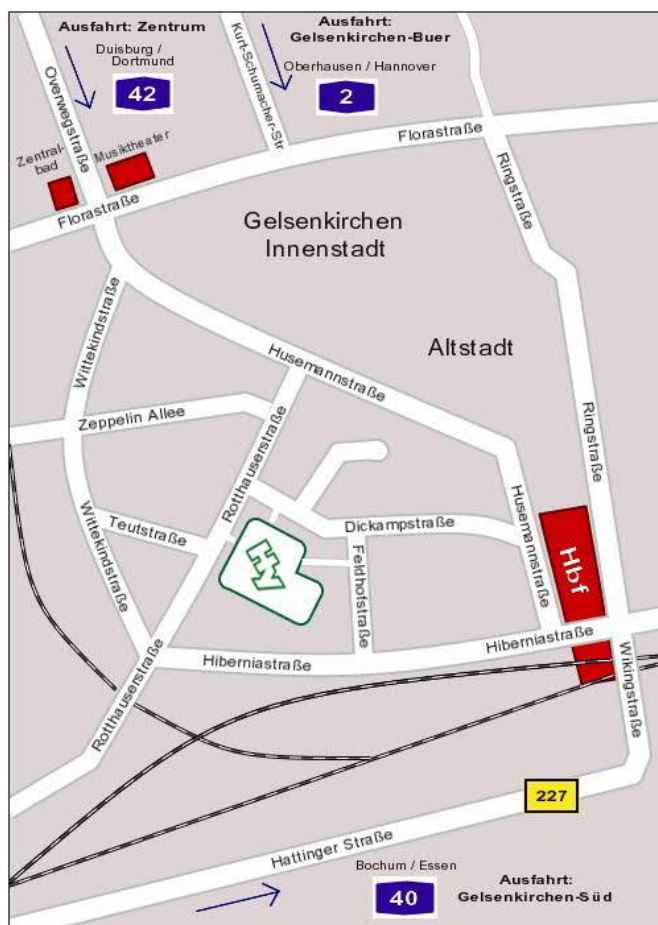 Ausfahrt: Zentrum
Duisburg /
Dortmund
42
Ausfahrt:
Gelsenkirchen-Buer
Oberhausen / Hannover
2
Overwegstraße
Kurt-Schumacher-Str
Zentral-
bad
Musiktheater
Florastraße
Florastraße
Ringstraße
Gelsenkirchen
Innenstadt
Altstadt
Wittekindstraße
Husemannstraße
Zeppelin Allee
Ringstraße
Rotthauserstraße
Wittekindstraße
Teutstraße
Dickampstraße
Feldhofstraße
Husemannstraße
Hbf
Hiberniastraße
Hiberniastraße
Rotthauserstraße
Wikingstraße
227
Hattinger Straße
Bochum / Essen
40
Ausfahrt:
Gelsenkirchen-Süd